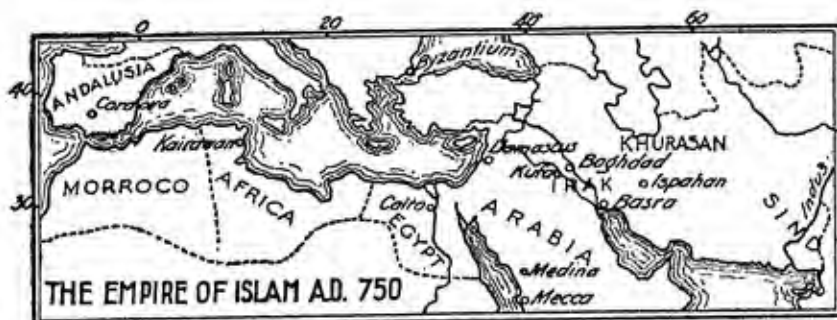 0 20 40 60
40
30
ANDALUSIA
Cordova
Byzantium
Kairawan
MORROCO
AFRICA
Cairo
EGYPT
Damascus
Kufa
Baghdad
IRAK
Basra
KHURASAN
Ispahan
Indus
SIND
ARABIA
Medina
Mecca
THE EMPIRE OF ISLAM A.D. 750